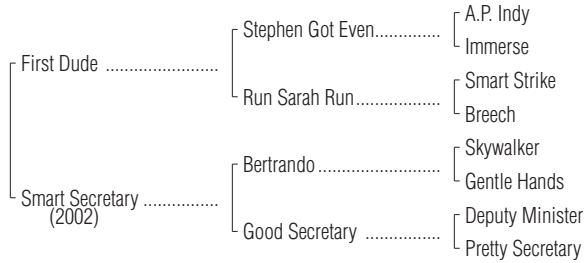 A.P. Indy
Stephen Got Even
Immerse
First Dude
Smart Strike
Run Sarah Run
Breech
Skywalker
Bertrando
Gentle Hands
Smart Secretary
(2002)
Deputy Minister
Good Secretary
Pretty Secretary